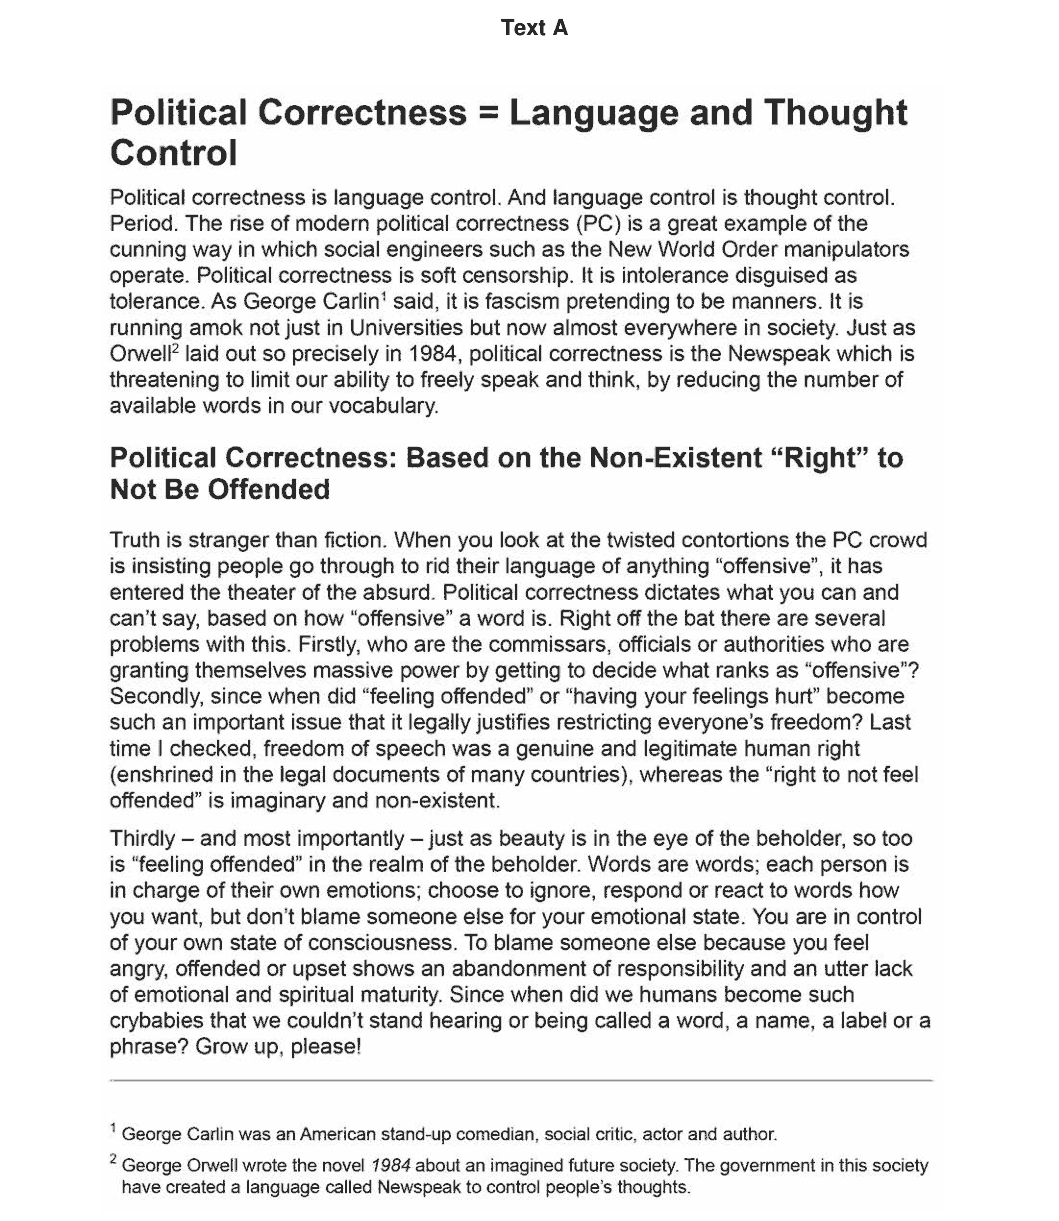 Text A
Political Correctness = Language and Thought
Control
Political correctness is language control. And language control is thought control.
Period. The rise of modern political correctness (PC) is a great example of the
cunning way in which social engineers such as the New World Order manipulators
operate. Political correctness is soft censorship. It is intolerance disguised as
tolerance. As George Carlin¹ said, it is fascism pretending to be manners. It is
running amok not just in Universities but now almost everywhere in society. Just as
Orwell² laid out so precisely in 1984, political correctness is the Newspeak which is
threatening to limit our ability to freely speak and think, by reducing the number of
available words in our vocabulary.
Political Correctness: Based on the Non-Existent “Right” to
Not Be Offended
Truth is stranger than fiction. When you look at the twisted contortions the PC crowd
is insisting people go through to rid their language of anything “offensive”, it has
entered the theater of the absurd. Political correctness dictates what you can and
can’t say, based on how “offensive” a word is. Right off the bat there are several
problems with this. Firstly, who are the commissars, officials or authorities who are
granting themselves massive power by getting to decide what ranks as “offensive”?
Secondly, since when did “feeling offended” or “having your feelings hurt” become
such an important issue that it legally justifies restricting everyone’s freedom? Last
time I checked, freedom of speech was a genuine and legitimate human right
(enshrined in the legal documents of many countries), whereas the “right to not feel
offended” is imaginary and non-existent.
Thirdly – and most importantly – just as beauty is in the eye of the beholder, so too
is “feeling offended” in the realm of the beholder. Words are words; each person is
in charge of their own emotions; choose to ignore, respond or react to words how
you want, but don’t blame someone else for your emotional state. You are in control
of your own state of consciousness. To blame someone else because you feel
angry, offended or upset shows an abandonment of responsibility and an utter lack
of emotional and spiritual maturity. Since when did we humans become such
crybabies that we couldn’t stand hearing or being called a word, a name, a label or a
phrase? Grow up, please!
¹ George Carlin was an American stand-up comedian, social critic, actor and author.
² George Orwell wrote the novel 1984 about an imagined future society. The government in this society
have created a language called Newspeak to control people’s thoughts.